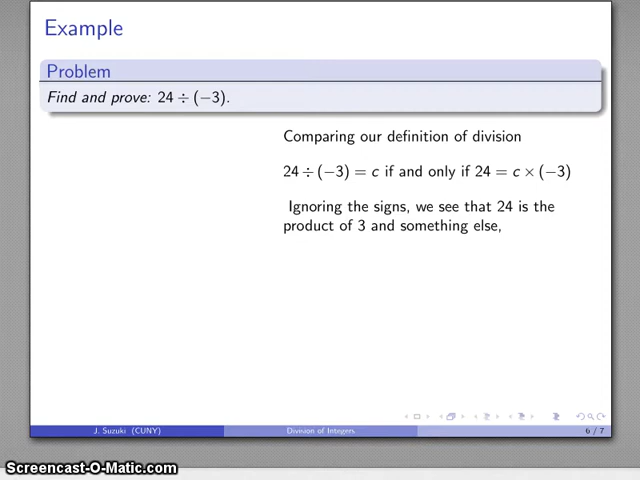 Example
Problem
Find and prove: 24 ÷ (−3).
Comparing our definition of division
24 ÷ (−3) = c if and only if 24 = c × (−3)
Ignoring the signs, we see that 24 is the
product of 3 and something else,
J. Suzuki (CUNY)
Division of Integers
6 / 7
Screencast-O-Matic.com